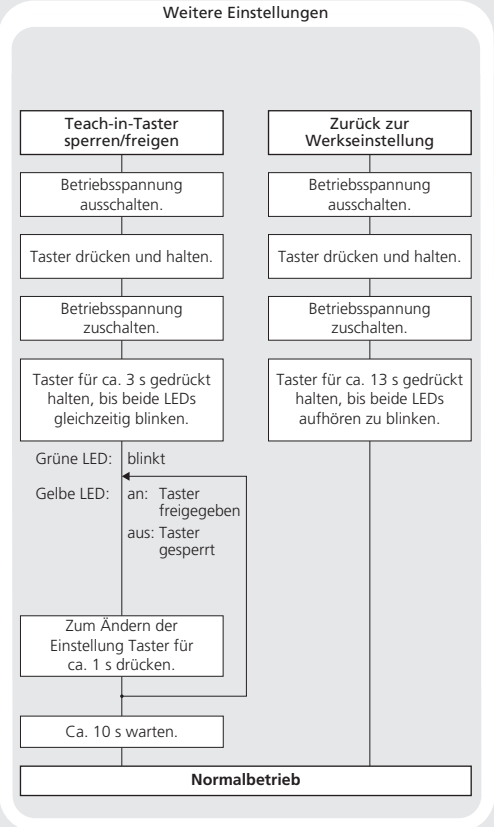 Weitere Einstellungen
Teach-in-Taster
sperren/freigen
Betriebsspannung
ausschalten.
Taster drücken und halten.
Betriebsspannung
zuschalten.
Taster für ca. 3 s gedrückt
halten, bis beide LEDs
gleichzeitig blinken.
Grüne LED: blinkt
Gelbe LED: an: Taster
freigegeben
aus: Taster
gesperrt
Zum Ändern der
Einstellung Taster für
ca. 1 s drücken.
Ca. 10 s warten.
Zurück zur
Werkseinstellung
Betriebsspannung
ausschalten.
Taster drücken und halten.
Betriebsspannung
zuschalten.
Taster für ca. 13 s gedrückt
halten, bis beide LEDs
aufhören zu blinken.
Normalbetrieb